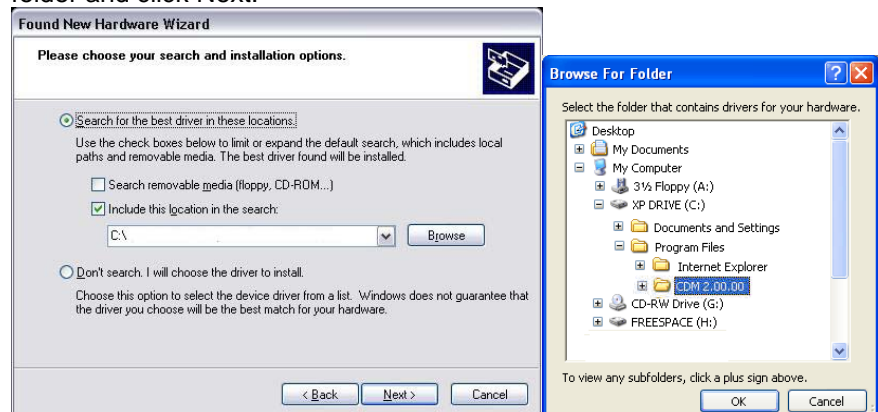 folder and click Next.
Found New Hardware Wizard
Please choose your search and installation options.
Search for the best driver in these locations.
Use the check boxes below to limit or expand the default search, which includes local
paths and removable media. The best driver found will be installed.
Search removable media (floppy, CD-ROM...)
Include this location in the search:
C:\
Browse
Don't search. I will choose the driver to install.
Choose this option to select the device driver from a list. Windows does not guarantee that
the driver you choose will be the best match for your hardware.
< Back
Next >
Cancel
Browse For Folder
Select the folder that contains drivers for your hardware.
Desktop
My Documents
My Computer
3½ Floppy (A:)
XP DRIVE (C:)
Documents and Settings
Program Files
Internet Explorer
CDM 2.00.00
CD-RW Drive (G:)
FREESPACE (H:)
To view any subfolders, click a plus sign above.
OK
Cancel